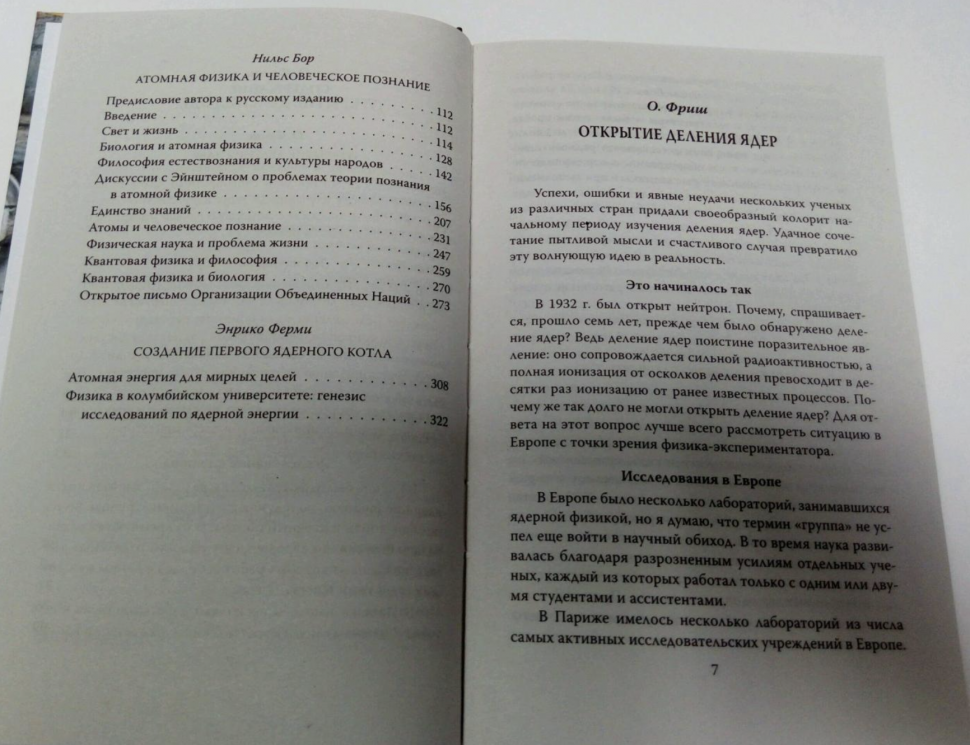 Нильс Бор
АТОМНАЯ ФИЗИКА И ЧЕЛОВЕЧЕСКОЕ ПОЗНАНИЕ
Предисловие автора к русскому изданию . . . . . . . . . 112
Введение . . . . . . . . . . . . . . . . . . . . . . . . . . . . . . 112
Свет и жизнь . . . . . . . . . . . . . . . . . . . . . . . . . . . 114
Биология и атомная физика . . . . . . . . . . . . . . . . . . 128
Философия естествознания и культуры народов . . . . . . 142
Дискуссии с Эйнштейном о проблемах теории познания
в атомной физике . . . . . . . . . . . . . . . . . . . . . . . 156
Единство знаний . . . . . . . . . . . . . . . . . . . . . . . . . 207
Атомы и человеческое познание . . . . . . . . . . . . . . . . 231
Физическая наука и проблема жизни . . . . . . . . . . . . . 247
Квантовая физика и философия . . . . . . . . . . . . . . . . 259
Квантовая физика и биология . . . . . . . . . . . . . . . . . 270
Открытое письмо Организации Объединенных Наций . . 273
Энрико Ферми
СОЗДАНИЕ ПЕРВОГО ЯДЕРНОГО КОТЛА
Атомная энергия для мирных целей . . . . . . . . . . . . . 308
Физика в колумбийском университете: генезис
исследований по ядерной энергии . . . . . . . . . . . . . 322
О. Фриш
ОТКРЫТИЕ ДЕЛЕНИЯ ЯДЕР
Успехи, ошибки и явные неудачи нескольких ученых
из различных стран придали своеобразный колорит на-
чальному периоду изучения деления ядер. Удачное соче-
тание пытливой мысли и счастливого случая превратило
эту волнующую идею в реальность.
Это начиналось так
В 1932 г. был открыт нейтрон. Почему, спрашивает-
ся, прошло семь лет, прежде чем было обнаружено деле-
ние ядер? Ведь деление ядер поистине поразительное яв-
ление: оно сопровождается сильной радиоактивностью, а
полная ионизация от осколков деления превосходит в де-
сятки раз ионизацию от ранее известных процессов. По-
чему же так долго не могли открыть деление ядер? Для от-
вета на этот вопрос лучше всего рассмотреть ситуацию в
Европе с точки зрения физика-экспериментатора.
Исследования в Европе
В Европе было несколько лабораторий, занимавшихся
ядерной физикой, но я думаю, что термин «группа» не ус-
пел еще войти в научный обиход. В то время наука разви-
валась благодаря разрозненным усилиям отдельных уче-
ных, каждый из которых работал только с одним или дву-
мя студентами и ассистентами.
В Париже имелось несколько лабораторий из числа
самых активных исследовательских учреждений в Европе.
7